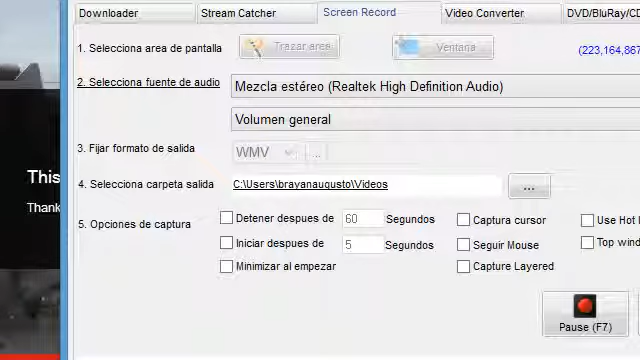 Downloader Stream Catcher Screen Record Video Converter DVD/BluRay/CD
1. Selecciona area de pantalla Trazar area Ventana (223,164,867
2. Selecciona fuente de audio Mezcla estéreo (Realtek High Definition Audio)
Volumen general
3. Fijar formato de salida WMV ...
4. Selecciona carpeta salida C:\Users\brayanaugusto\Videos ...
5. Opciones de captura Detener despues de 60 Segundos Captura cursor Use Hot
Iniciar despues de 5 Segundos Seguir Mouse Top wind
Minimizar al empezar Capture Layered
Pause (F7)
This
Thank